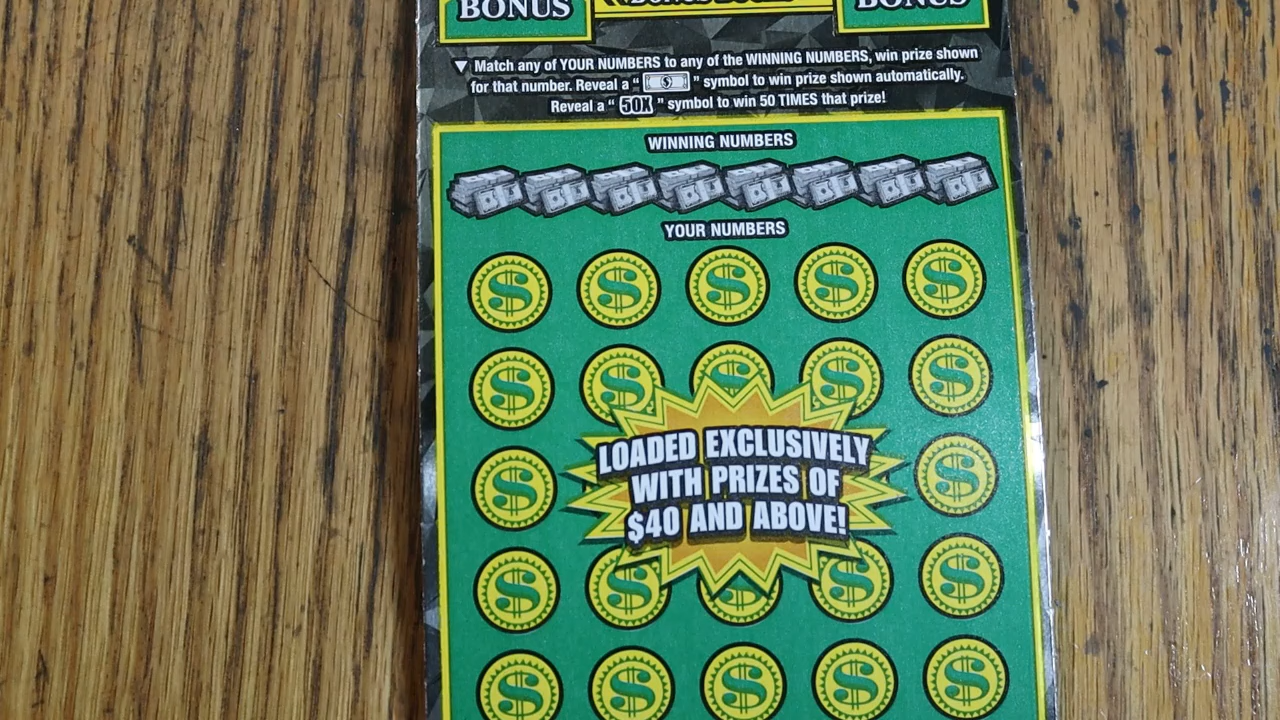 BONUS
BONUS
▼ Match any of YOUR NUMBERS to any of the WINNING NUMBERS, win prize shown
for that number. Reveal a “ ” symbol to win prize shown automatically.
Reveal a “ 50X ” symbol to win 50 TIMES that prize!
WINNING NUMBERS
YOUR NUMBERS
$ $ $ $ $
$ $ $ $ $
LOADED EXCLUSIVELY
$ WITH PRIZES OF $
$40 AND ABOVE!
$ $ $ $ $
$ $ $ $ $